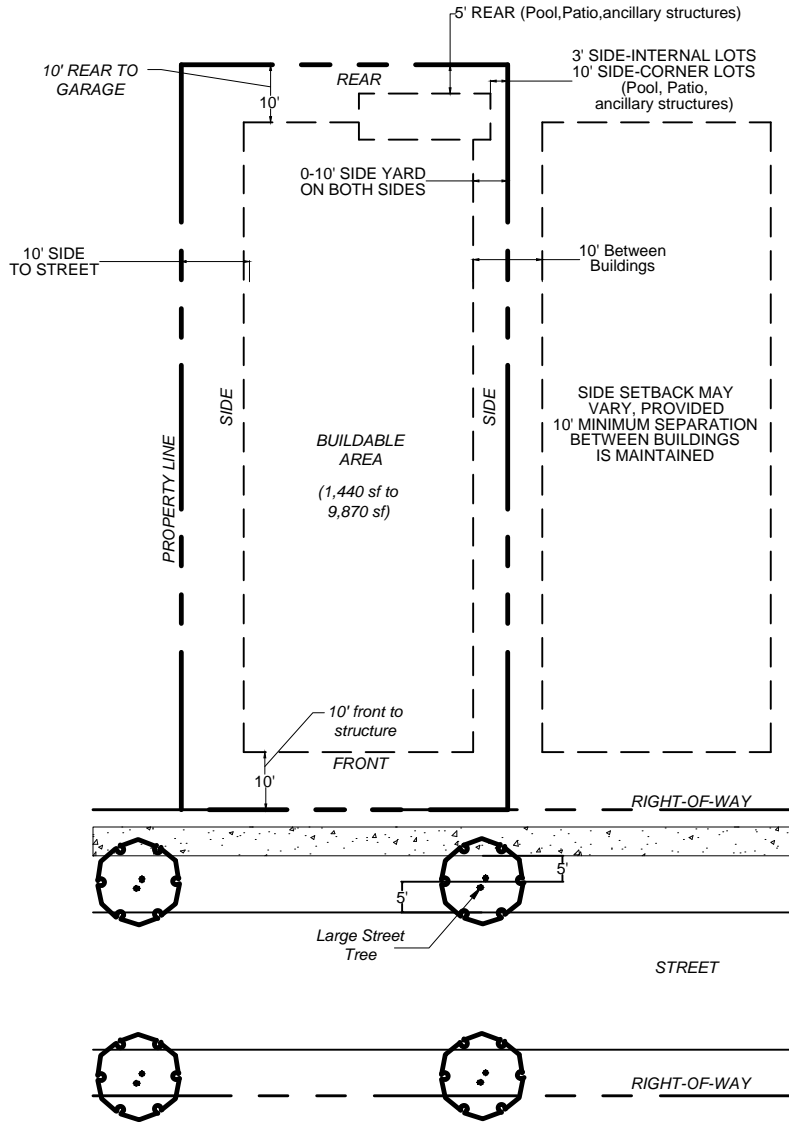 5' REAR (Pool,Patio,ancillary structures)
10' REAR TO
GARAGE
REAR
10'
3' SIDE-INTERNAL LOTS
10' SIDE-CORNER LOTS
(Pool, Patio,
ancillary structures)
0-10' SIDE YARD
ON BOTH SIDES
10' SIDE
TO STREET
10' Between
Buildings
PROPERTY LINE
SIDE
BUILDABLE
AREA
(1,440 sf to
9,870 sf)
SIDE
SIDE SETBACK MAY
VARY, PROVIDED
10' MINIMUM SEPARATION
BETWEEN BUILDINGS
IS MAINTAINED
10' front to
structure
FRONT
10'
RIGHT-OF-WAY
5'
5'
Large Street
Tree
STREET
RIGHT-OF-WAY